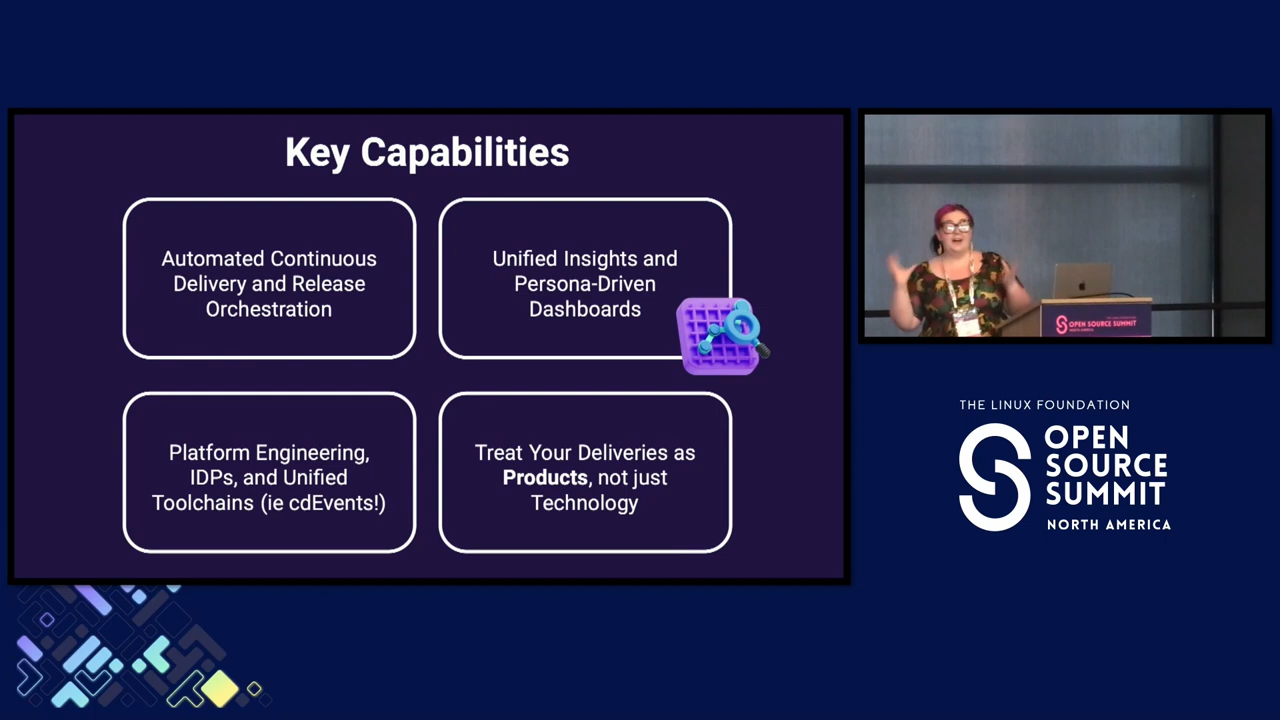 Key Capabilities
Automated Continuous
Delivery and Release
Orchestration
Unified Insights and
Persona-Driven
Dashboards
Platform Engineering,
IDPs, and Unified
Toolchains (ie cdEvents!)
Treat Your Deliveries as
Products, not just
Technology
OPEN SOURCE SUMMIT
THE LINUX FOUNDATION
OPEN
SOURCE
SUMMIT
NORTH AMERICA